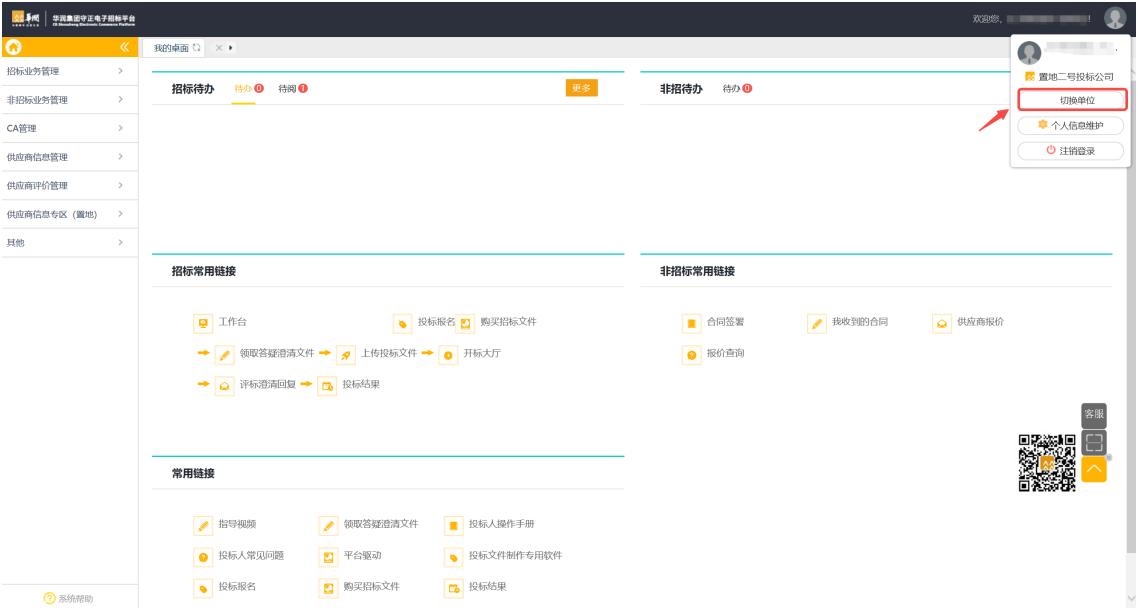 华润 华润集团守正电子招标平台
欢迎您, !
我的桌面
置地二号投标公司
切换单位
个人信息维护
注销登录
招标业务管理
非招标业务管理
CA管理
供应商信息管理
供应商评价管理
供应商信息专区（置地）
其他
系统帮助
招标待办 待办 0 待阅 0 更多
非招待办 待办 0
招标常用链接
工作台 投标报名 购买招标文件
领取答疑澄清文件 上传投标文件 开标大厅
评标澄清回复 投标结果
非招标常用链接
合同签署 我收到的合同 供应商报价
报价查询
客服
常用链接
指导视频 领取答疑澄清文件 投标人操作手册
投标人常见问题 平台驱动 投标文件制作专用软件
投标报名 购买招标文件 投标结果